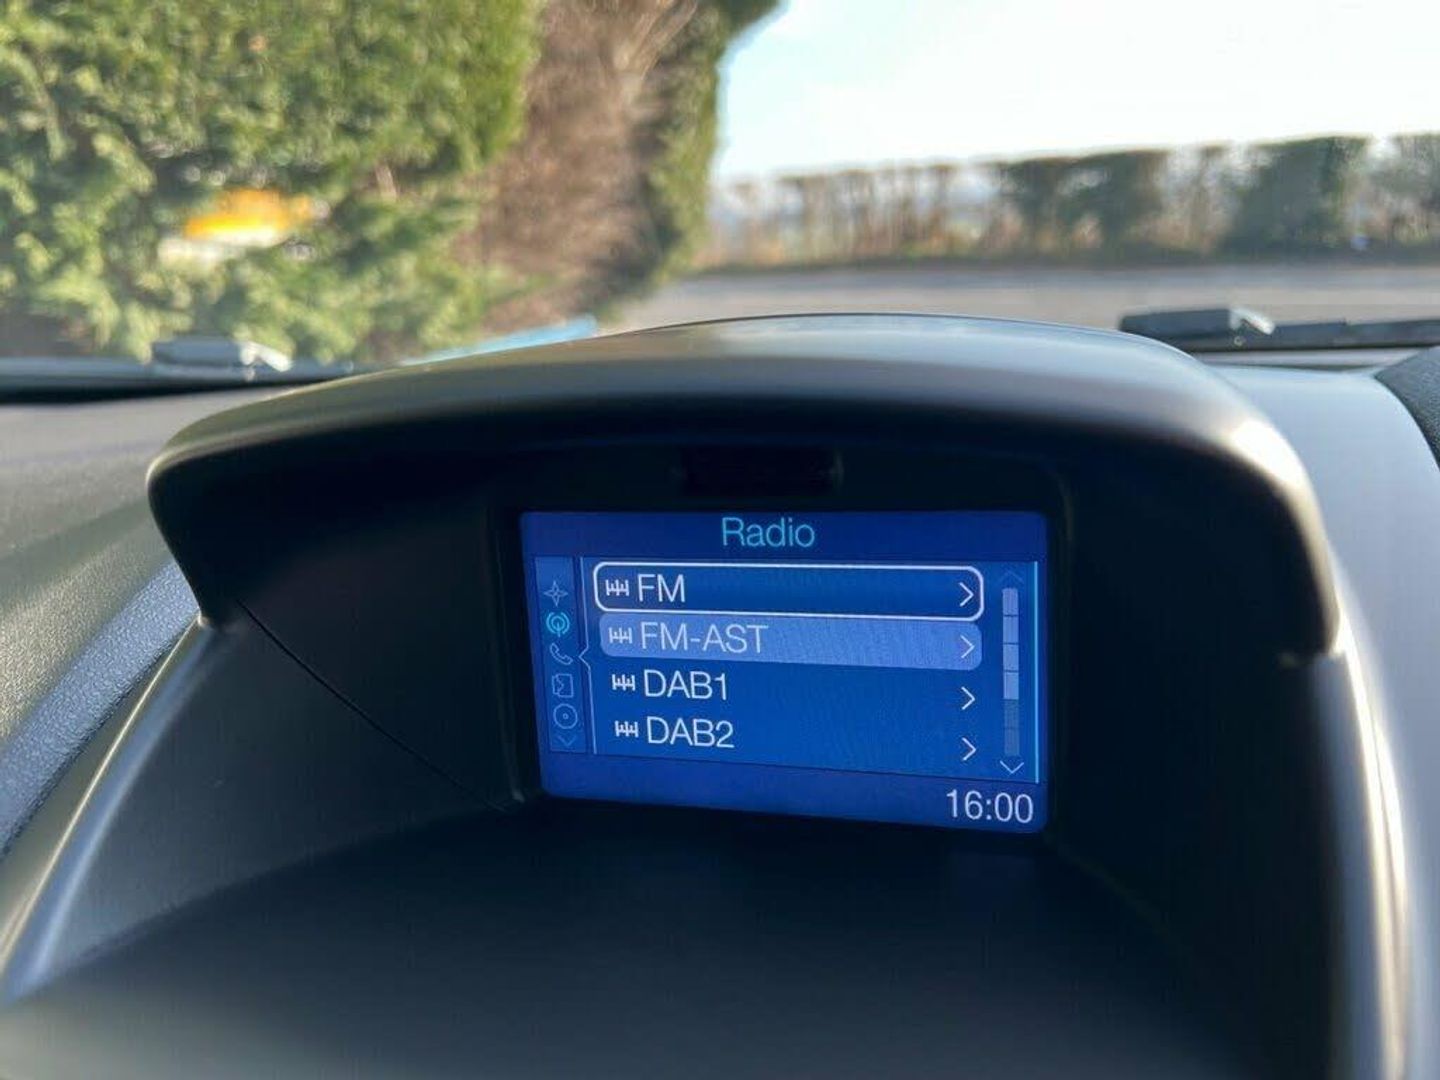 Radio
FM
FM-AST
DAB1
DAB2
16:00